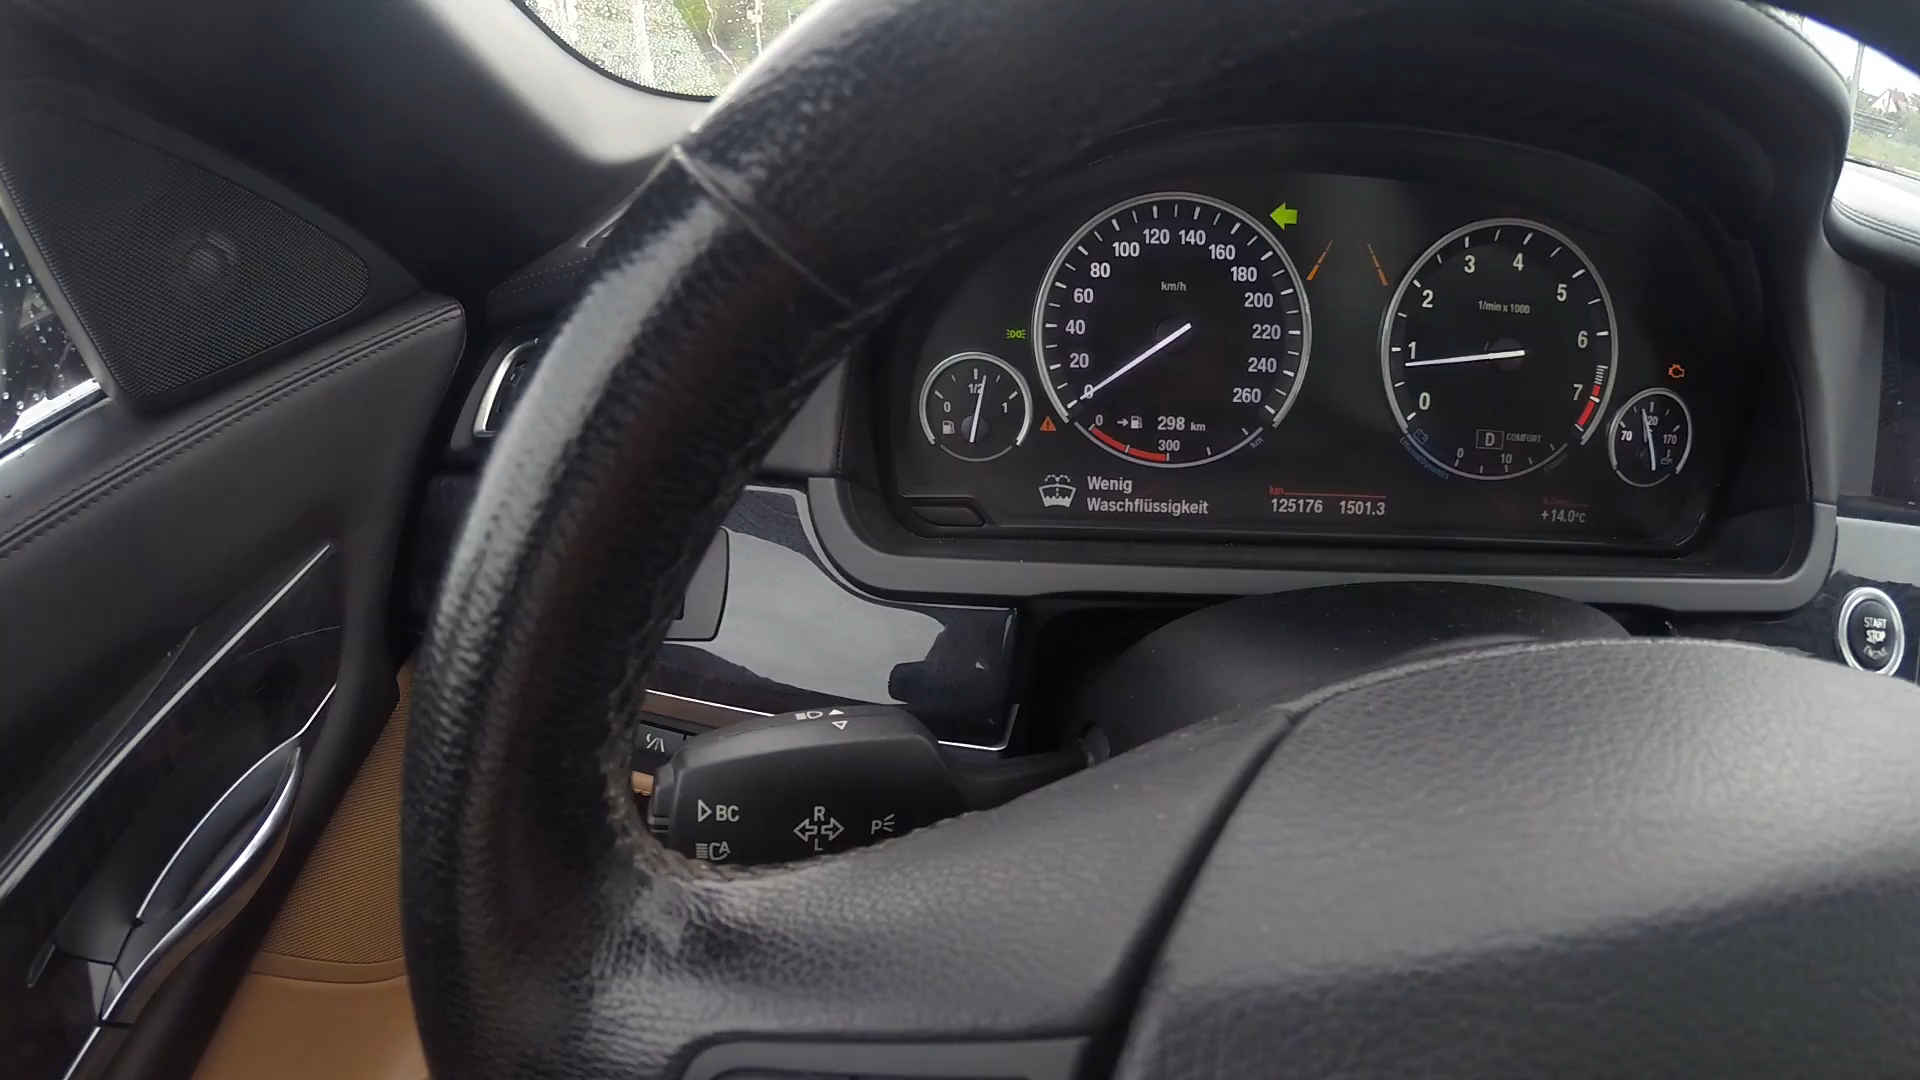 0 20 40 60 80 100 120 140 160 180 200 220 240 260
km/h
0 1/2 1
0 298 km
300
km
0 1 2 3 4 5 6 7
1/min x 1000
D COMFORT
0 10
70 120 170
Wenig
Waschflüssigkeit
km
125176 1501.3
+14.0°C
START
STOP
ENGINE
BC
R
L
P
A